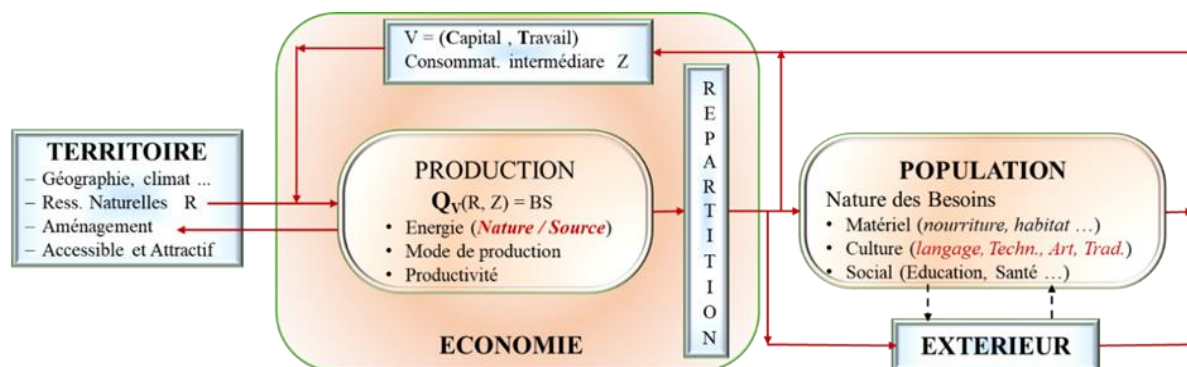 V = (Capital , Travail)
Consommat. intermédiare Z
TERRITOIRE
– Géographie, climat ...
– Ress. Naturelles R
– Aménagement
– Accessible et Attractif
PRODUCTION
QV(R, Z) = BS
• Energie (Nature / Source)
• Mode de production
• Productivité
ECONOMIE
REPARTITION
POPULATION
Nature des Besoins
• Matériel (nourriture, habitat …)
• Culture (langage, Techn., Art, Trad.)
• Social (Education, Santé …)
EXTERIEUR